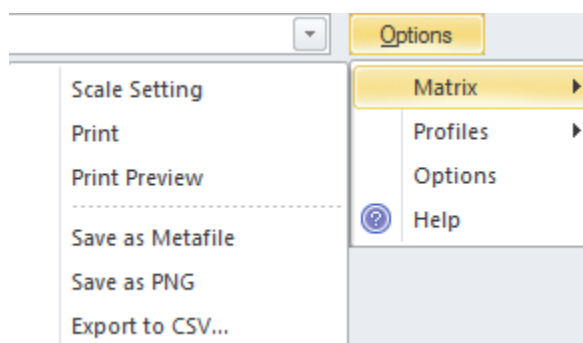 Options
Matrix
Profiles
Options
Help
Scale Setting
Print
Print Preview
Save as Metafile
Save as PNG
Export to CSV...